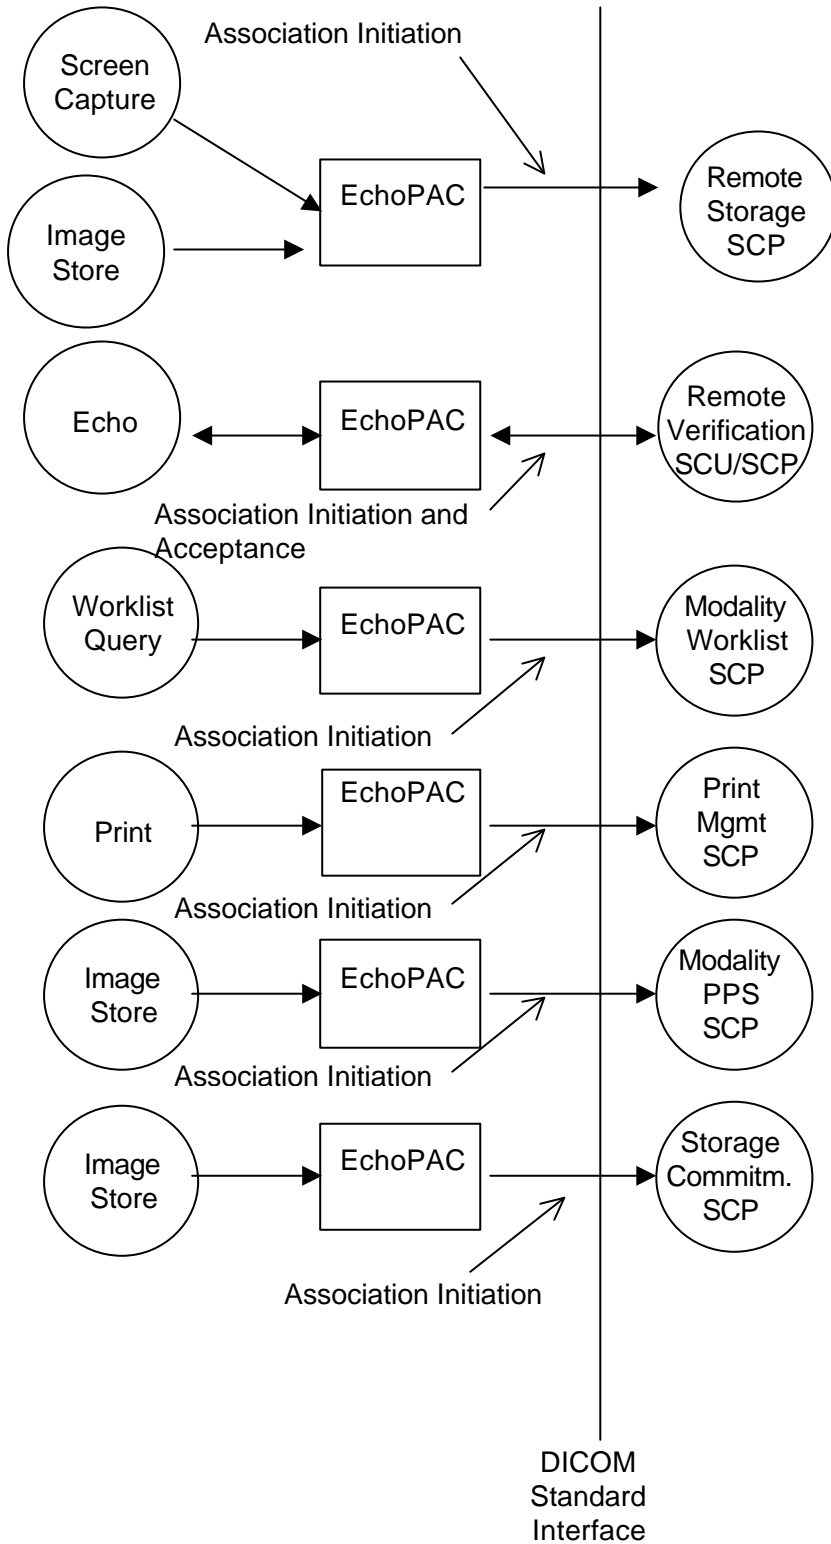 Association Initiation
Screen
Capture
EchoPAC
Remote
Storage
SCP
Image
Store
Echo
EchoPAC
Remote
Verification
SCU/SCP
Association Initiation and
Acceptance
Worklist
Query
EchoPAC
Modality
Worklist
SCP
Association Initiation
Print
EchoPAC
Print
Mgmt
SCP
Association Initiation
Image
Store
EchoPAC
Modality
PPS
SCP
Association Initiation
Image
Store
EchoPAC
Storage
Commitm.
SCP
Association Initiation
DICOM
Standard
Interface